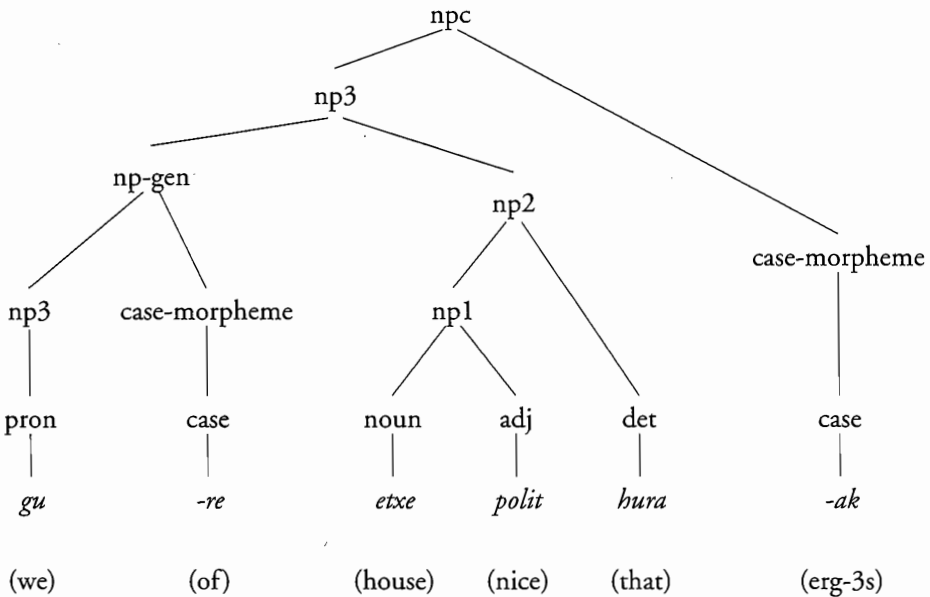 npc
np3
np-gen
np2
case-morpheme
np3 case-morpheme np1
pron case noun adj det case
gu -re etxe polit hura -ak
(we) (of) (house) (nice) (that) (erg-3s)